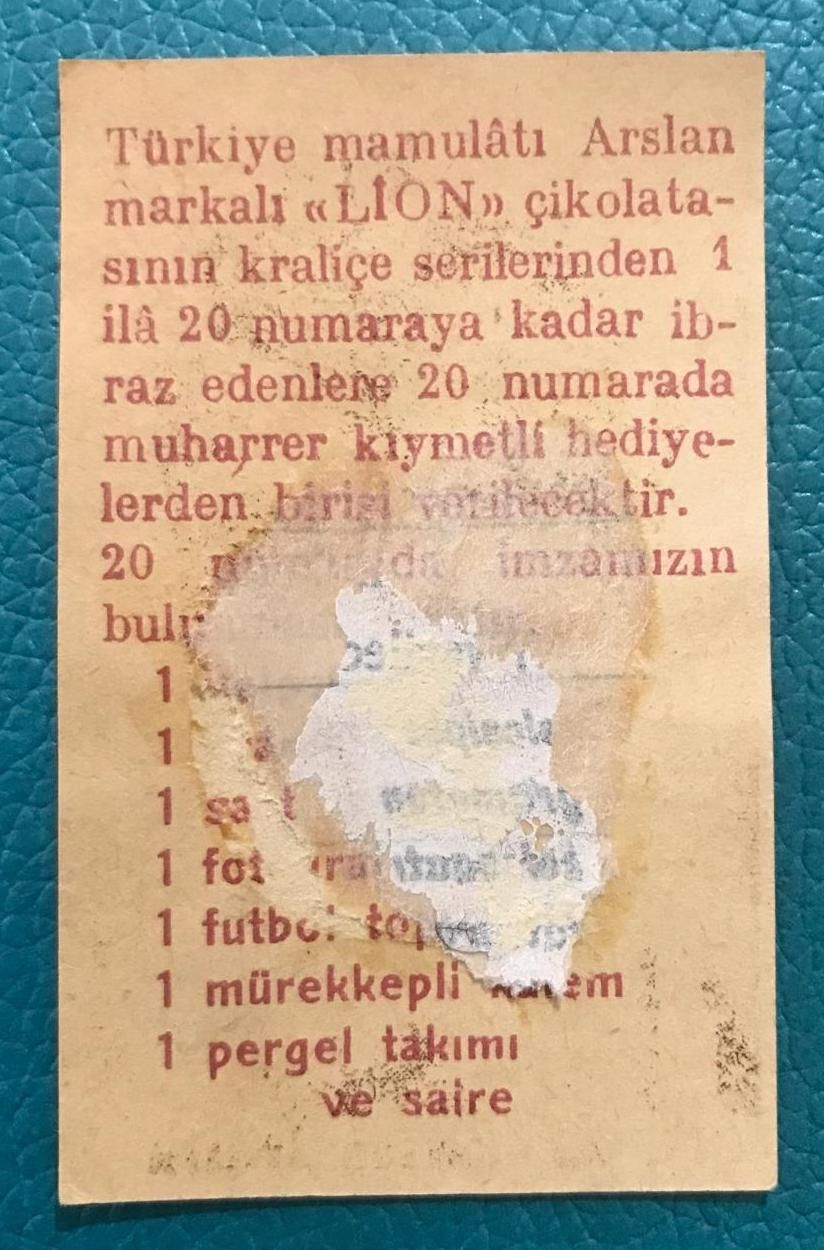 Türkiye mamulâtı Arslan
markalı «LİON» çikolata-
sının kraliçe serilerinden 1
ilâ 20 numaraya kadar ib-
raz edenlere 20 numarada
muharrer kıymetli hediye-
lerden birisi verilecektir.
20 imzamızın
1
1
1
1
1 futbol
1 mürekkepli kalem
1 pergel takımı
ve saire